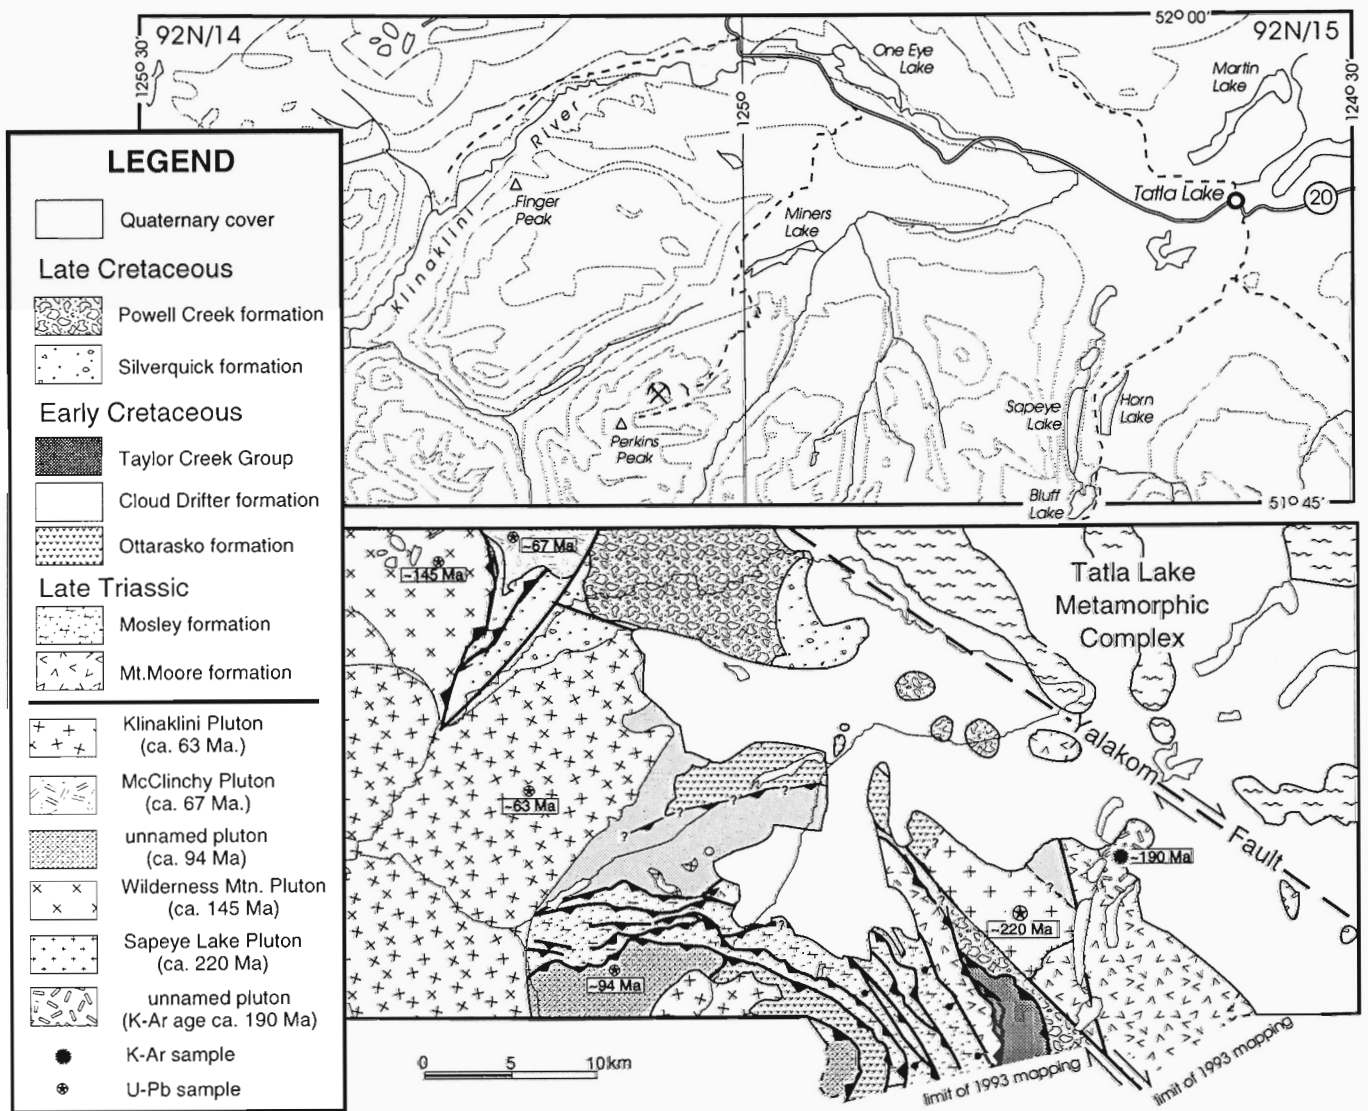 92N/14
52° 00'
92N/15
125° 30'
124° 30'
125°
One Eye
Lake
Martin
Lake
Klinaklini River
Finger
Peak
Miners
Lake
Tatla Lake
20
Perkins
Peak
Sapeye
Lake
Horn
Lake
Bluff
Lake
51° 45'
LEGEND
Quaternary cover
Late Cretaceous
Powell Creek formation
Silverquick formation
Early Cretaceous
Taylor Creek Group
Cloud Drifter formation
Ottarasko formation
Late Triassic
Mosley formation
Mt.Moore formation
Klinaklini Pluton
(ca. 63 Ma.)
McClinchy Pluton
(ca. 67 Ma.)
unnamed pluton
(ca. 94 Ma)
Wilderness Mtn. Pluton
(ca. 145 Ma)
Sapeye Lake Pluton
(ca. 220 Ma)
unnamed pluton
(K-Ar age ca. 190 Ma)
K-Ar sample
U-Pb sample
~67 Ma
~145 Ma
Tatla Lake
Metamorphic
Complex
Yalakom Fault
~63 Ma
?
?
?
?
?
?
~190 Ma
~220 Ma
~94 Ma
0 5 10km
limit of 1993 mapping
limit of 1993 mapping